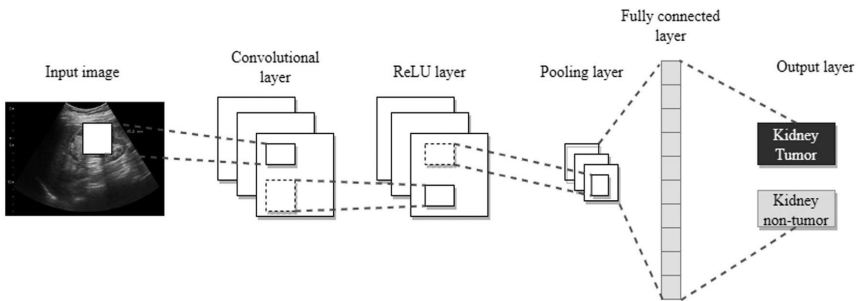 Input image
Convolutional
layer
ReLU layer
Pooling layer
Fully connected
layer
Output layer
Kidney
Tumor
Kidney
non-tumor